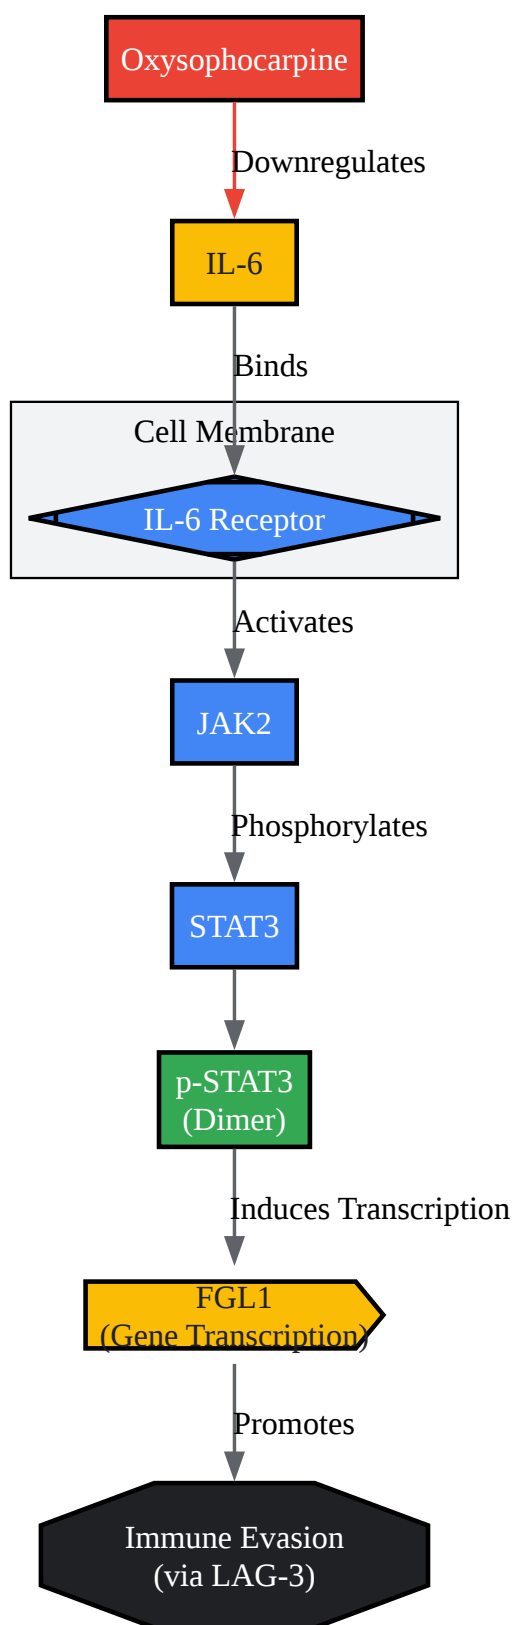 Oxysophocarpine
Downregulates
IL-6
Binds
Cell Membrane
IL-6 Receptor
Activates
JAK2
Phosphorylates
STAT3
p-STAT3
(Dimer)
Induces Transcription
FGL1
(Gene Transcription)
Promotes
Immune Evasion
(via LAG-3)